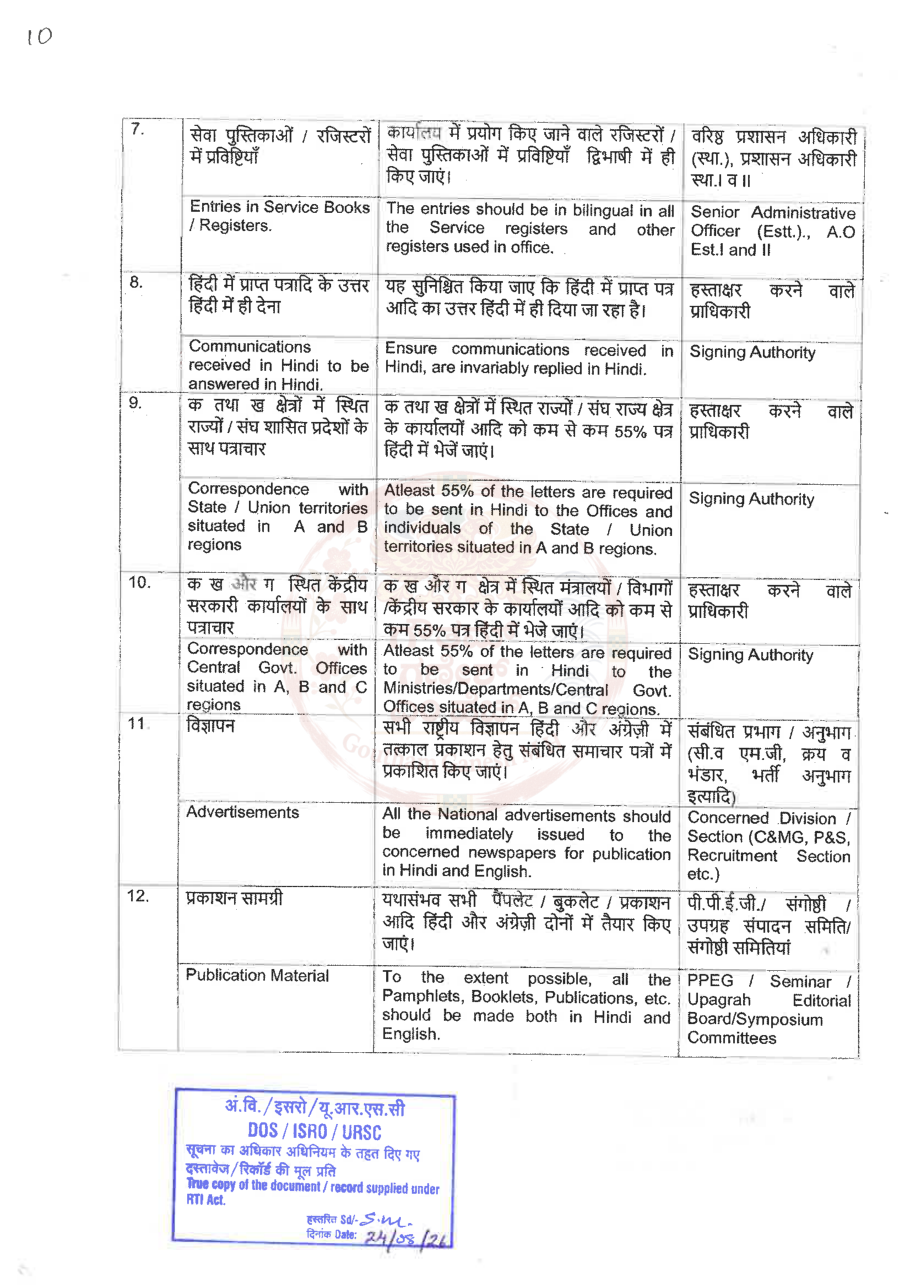 10
7.
सेवा पुस्तिकाओं / रजिस्टरों
में प्रविष्टियाँ
कार्यालय में प्रयोग किए जाने वाले रजिस्टरों /
सेवा पुस्तिकाओं में प्रविष्टियाँ द्विभाषी में ही
किए जाएं।
वरिष्ठ प्रशासन अधिकारी
(स्था.), प्रशासन अधिकारी
स्था.I व II
Entries in Service Books
/ Registers.
The entries should be in bilingual in all
the Service registers and other
registers used in office.
Senior Administrative
Officer (Estt.)., A.O
Est.I and II
8.
हिंदी में प्राप्त पत्रादि के उत्तर
हिंदी में ही देना
यह सुनिश्चित किया जाए कि हिंदी में प्राप्त पत्र
आदि का उत्तर हिंदी में ही दिया जा रहा है।
हस्ताक्षर करने वाले
प्राधिकारी
Communications
received in Hindi to be
answered in Hindi.
Ensure communications received in
Hindi, are invariably replied in Hindi.
Signing Authority
9.
क तथा ख क्षेत्रों में स्थित
राज्यों / संघ शासित प्रदेशों के
साथ पत्राचार
क तथा ख क्षेत्रों में स्थित राज्यों / संघ राज्य क्षेत्र
के कार्यालयों आदि को कम से कम 55% पत्र
हिंदी में भेजें जाएं।
हस्ताक्षर करने वाले
प्राधिकारी
Correspondence with
State / Union territories
situated in A and B
regions
Atleast 55% of the letters are required
to be sent in Hindi to the Offices and
individuals of the State / Union
territories situated in A and B regions.
Signing Authority
10.
क ख और ग स्थित केंद्रीय
सरकारी कार्यालयों के साथ
पत्राचार
क ख और ग क्षेत्र में स्थित मंत्रालयों / विभागों
/केंद्रीय सरकार के कार्यालयों आदि को कम से
कम 55% पत्र हिंदी में भेजे जाएं।
हस्ताक्षर करने वाले
प्राधिकारी
Correspondence with
Central Govt. Offices
situated in A, B and C
regions
Atleast 55% of the letters are required
to be sent in Hindi to the
Ministries/Departments/Central Govt.
Offices situated in A, B and C regions.
Signing Authority
11.
विज्ञापन
सभी राष्ट्रीय विज्ञापन हिंदी और अंग्रेज़ी में
तत्काल प्रकाशन हेतु संबंधित समाचार पत्रों में
प्रकाशित किए जाएं।
संबंधित प्रभाग / अनुभाग
(सी.व एम.जी, क्रय व
भंडार, भर्ती अनुभाग
इत्यादि)
Advertisements
All the National advertisements should
be immediately issued to the
concerned newspapers for publication
in Hindi and English.
Concerned Division /
Section (C&MG, P&S,
Recruitment Section
etc.)
12.
प्रकाशन सामग्री
यथासंभव सभी पैंपलेट / बुकलेट / प्रकाशन
आदि हिंदी और अंग्रेज़ी दोनों में तैयार किए
जाएं।
पी.पी.ई.जी./ संगोष्ठी /
उपग्रह संपादन समिति/
संगोष्ठी समितियां
Publication Material
To the extent possible, all the
Pamphlets, Booklets, Publications, etc.
should be made both in Hindi and
English.
PPEG / Seminar /
Upagrah Editorial
Board/Symposium
Committees
अं.वि./इसरो/यू.आर.एस.सी
DOS / ISRO / URSC
सूचना का अधिकार अधिनियम के तहत दिए गए
दस्तावेज/रिकॉर्ड की मूल प्रति
True copy of the document / record supplied under
RTI Act.
हस्तरित Sd/- S.M.
दिनांक Date: 24/08/26